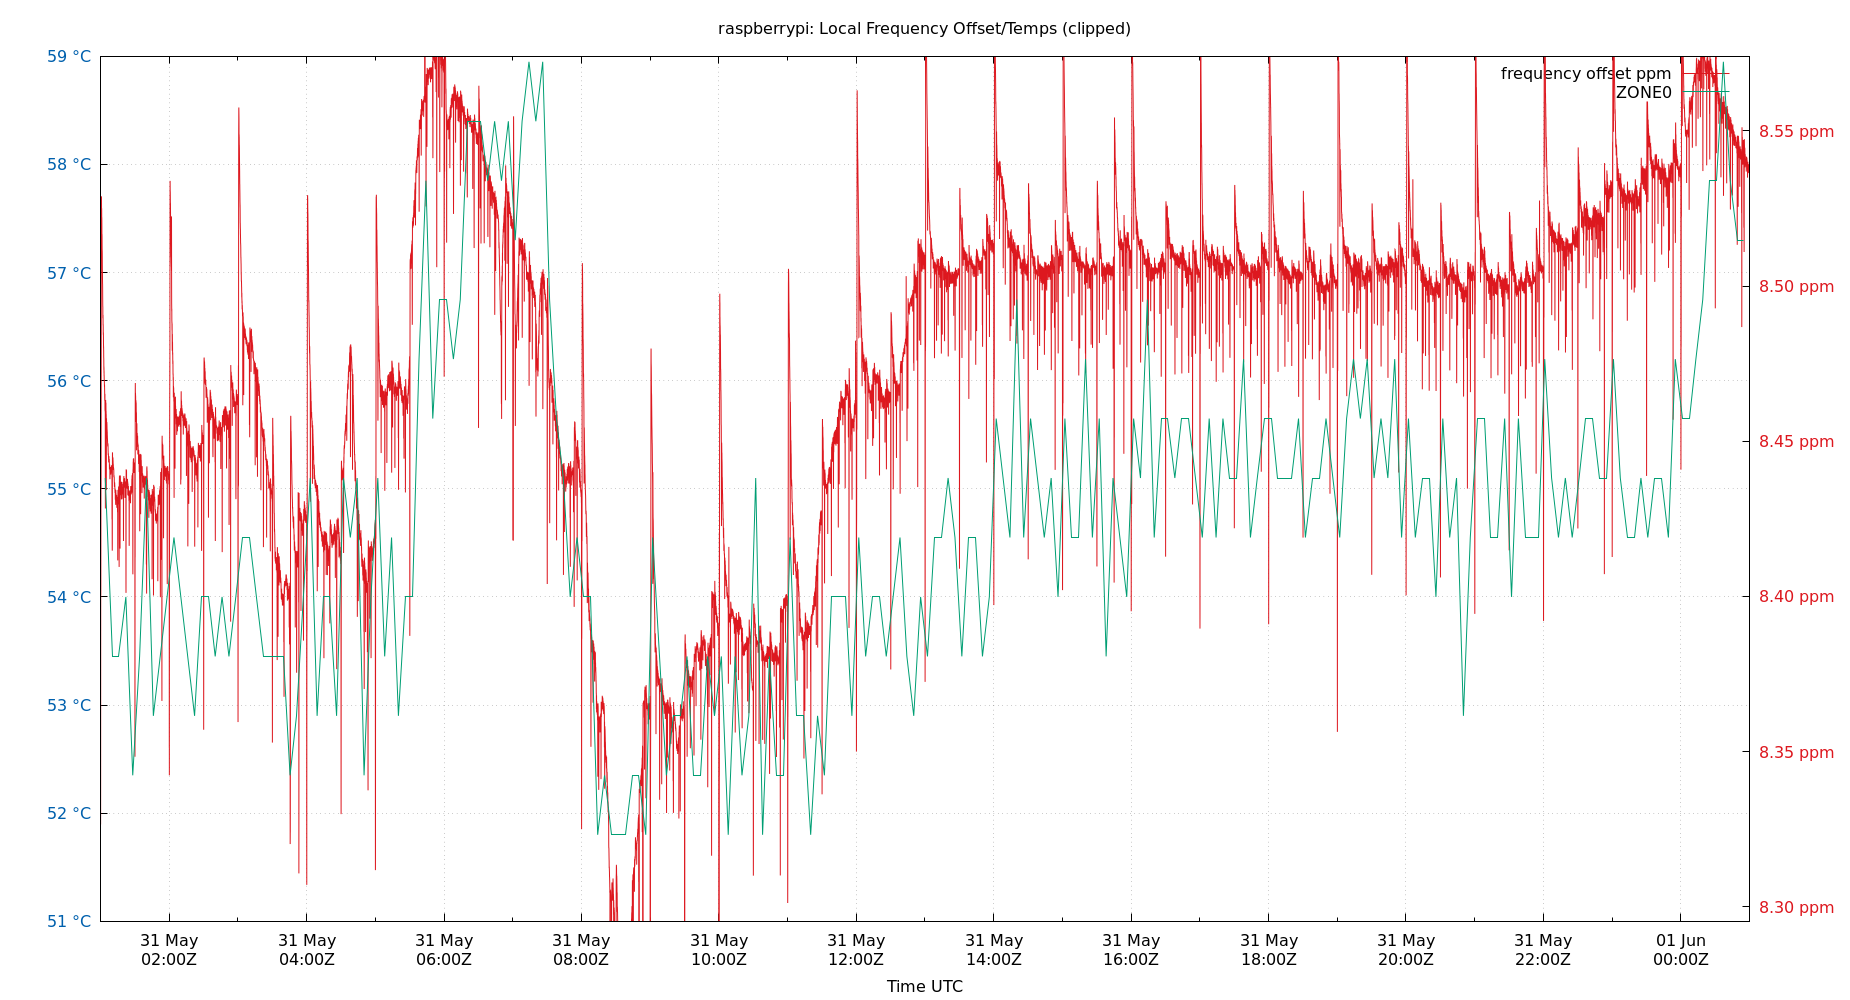 raspberrypi: Local Frequency Offset/Temps (clipped)
59 °C
58 °C
57 °C
56 °C
55 °C
54 °C
53 °C
52 °C
51 °C
frequency offset ppm
ZONE0
8.55 ppm
8.50 ppm
8.45 ppm
8.40 ppm
8.35 ppm
8.30 ppm
31 May 31 May 31 May 31 May 31 May 31 May 31 May 31 May 31 May 31 May 31 May 01 Jun
02:00Z 04:00Z 06:00Z 08:00Z 10:00Z 12:00Z 14:00Z 16:00Z 18:00Z 20:00Z 22:00Z 00:00Z
Time UTC